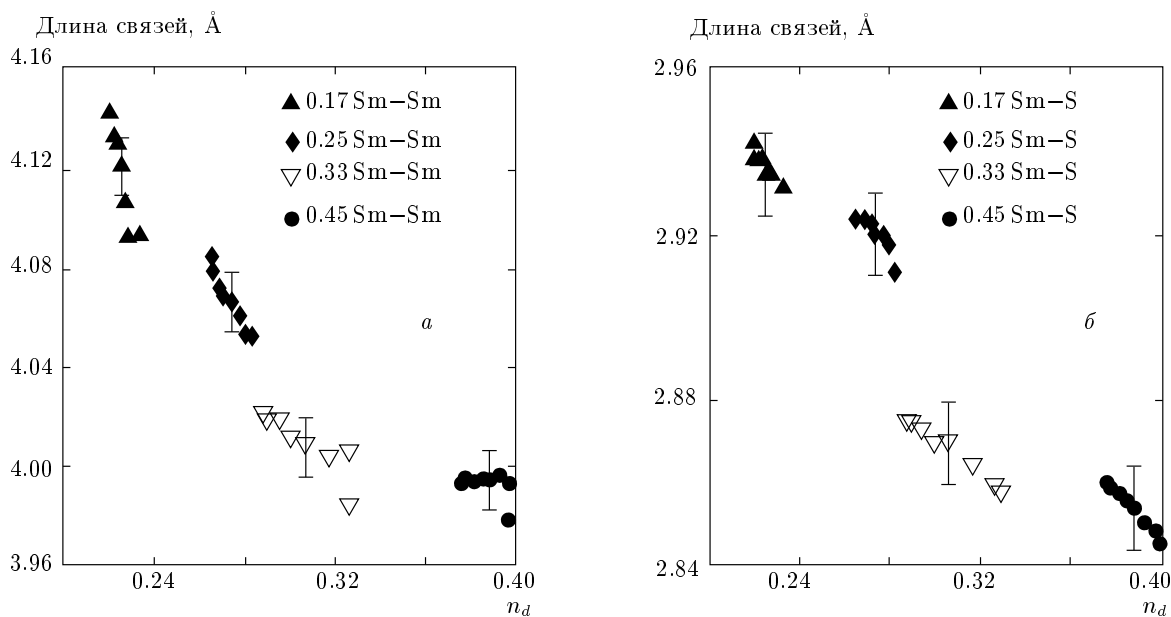 Длина связей, Å
4.16
4.12
4.08
4.04
4.00
3.96
0.17 Sm–Sm
0.25 Sm–Sm
0.33 Sm–Sm
0.45 Sm–Sm
а
0.24
0.32
0.40
n_d
Длина связей, Å
2.96
2.92
2.88
2.84
0.17 Sm–S
0.25 Sm–S
0.33 Sm–S
0.45 Sm–S
б
0.24
0.32
0.40
n_d